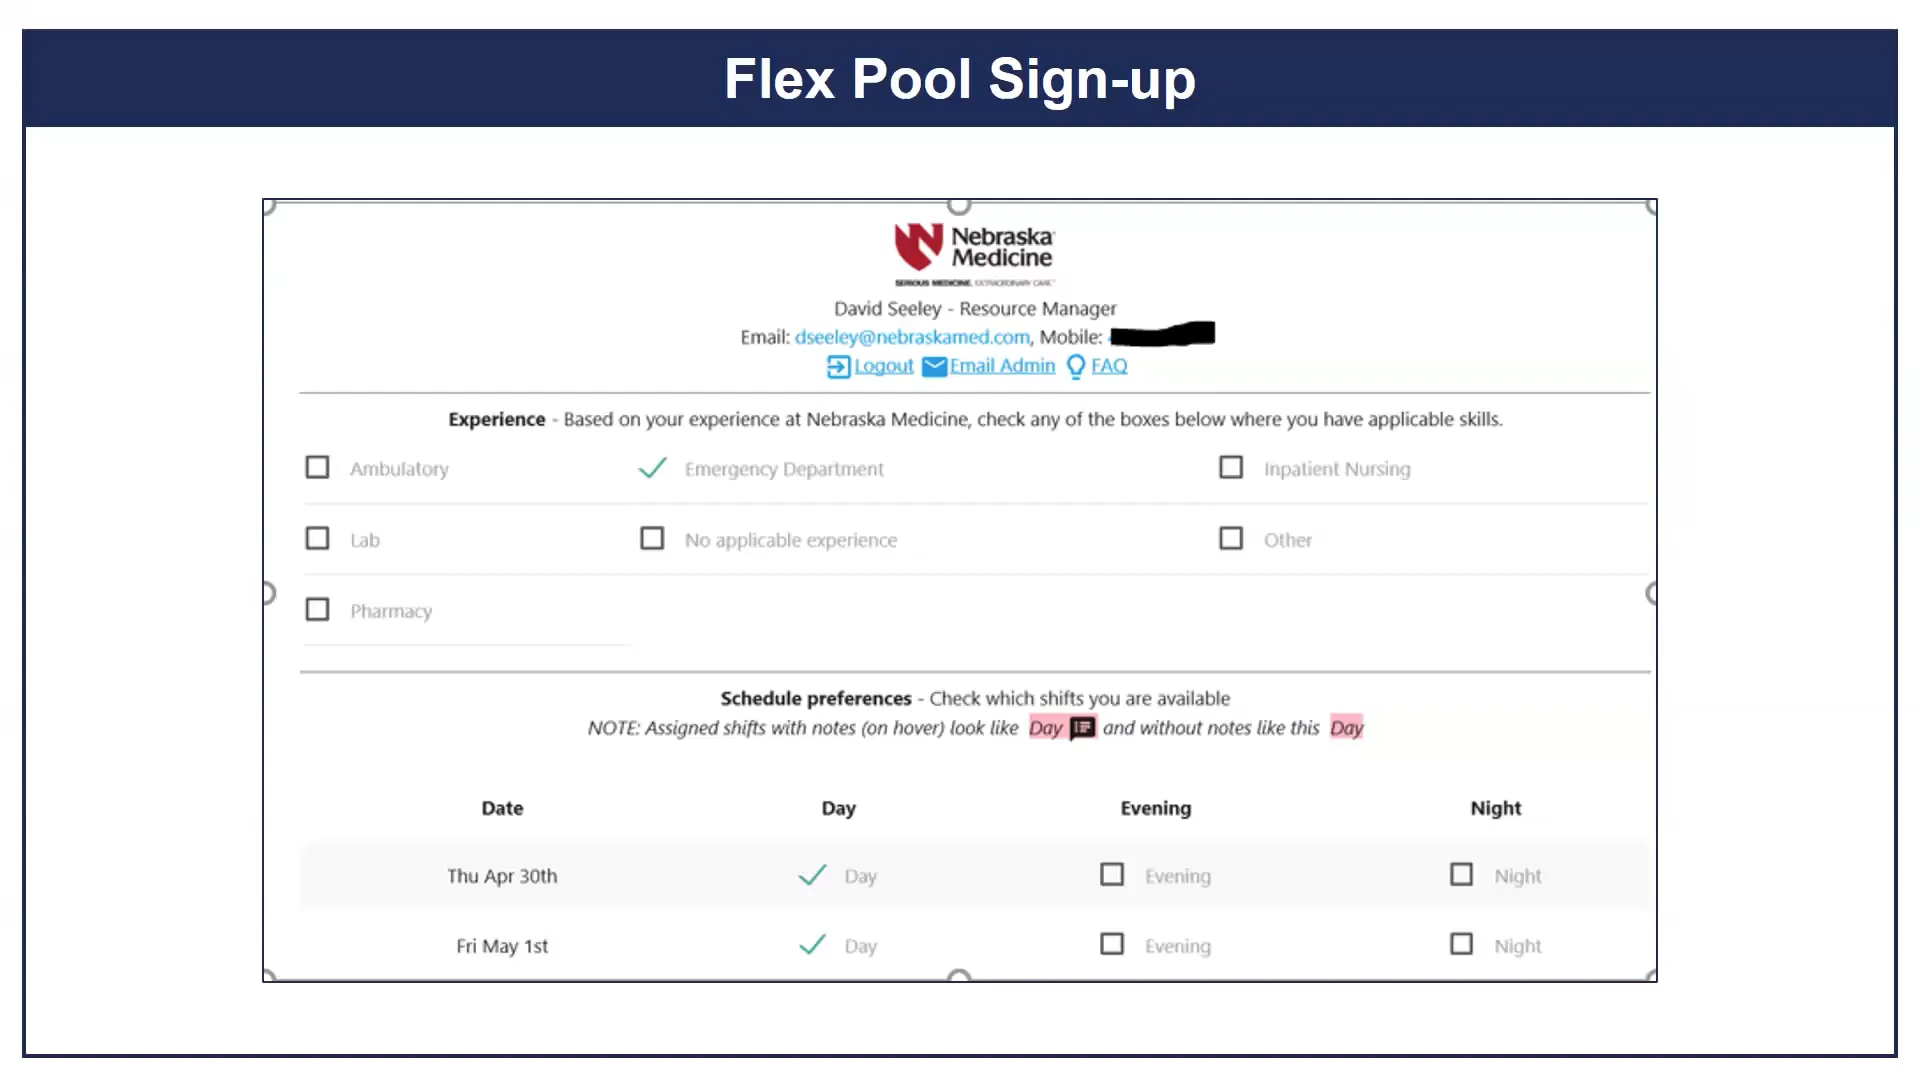 Flex Pool Sign-up
Nebraska
Medicine
SERIOUS MEDICINE. EXTRAORDINARY CARE.
David Seeley - Resource Manager
Email: dseeley@nebraskamed.com, Mobile:
Logout Email Admin FAQ
Experience - Based on your experience at Nebraska Medicine, check any of the boxes below where you have applicable skills.
Ambulatory Emergency Department Inpatient Nursing
Lab No applicable experience Other
Pharmacy
Schedule preferences - Check which shifts you are available
NOTE: Assigned shifts with notes (on hover) look like Day and without notes like this Day
Date Day Evening Night
Thu Apr 30th Day Evening Night
Fri May 1st Day Evening Night